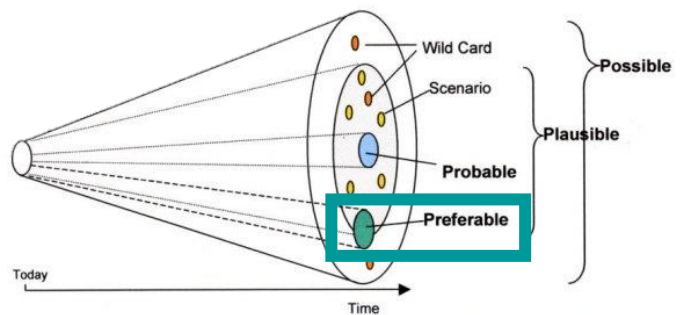 Wild Card
Possible
Scenario
Plausible
Probable
Preferable
Today
Time